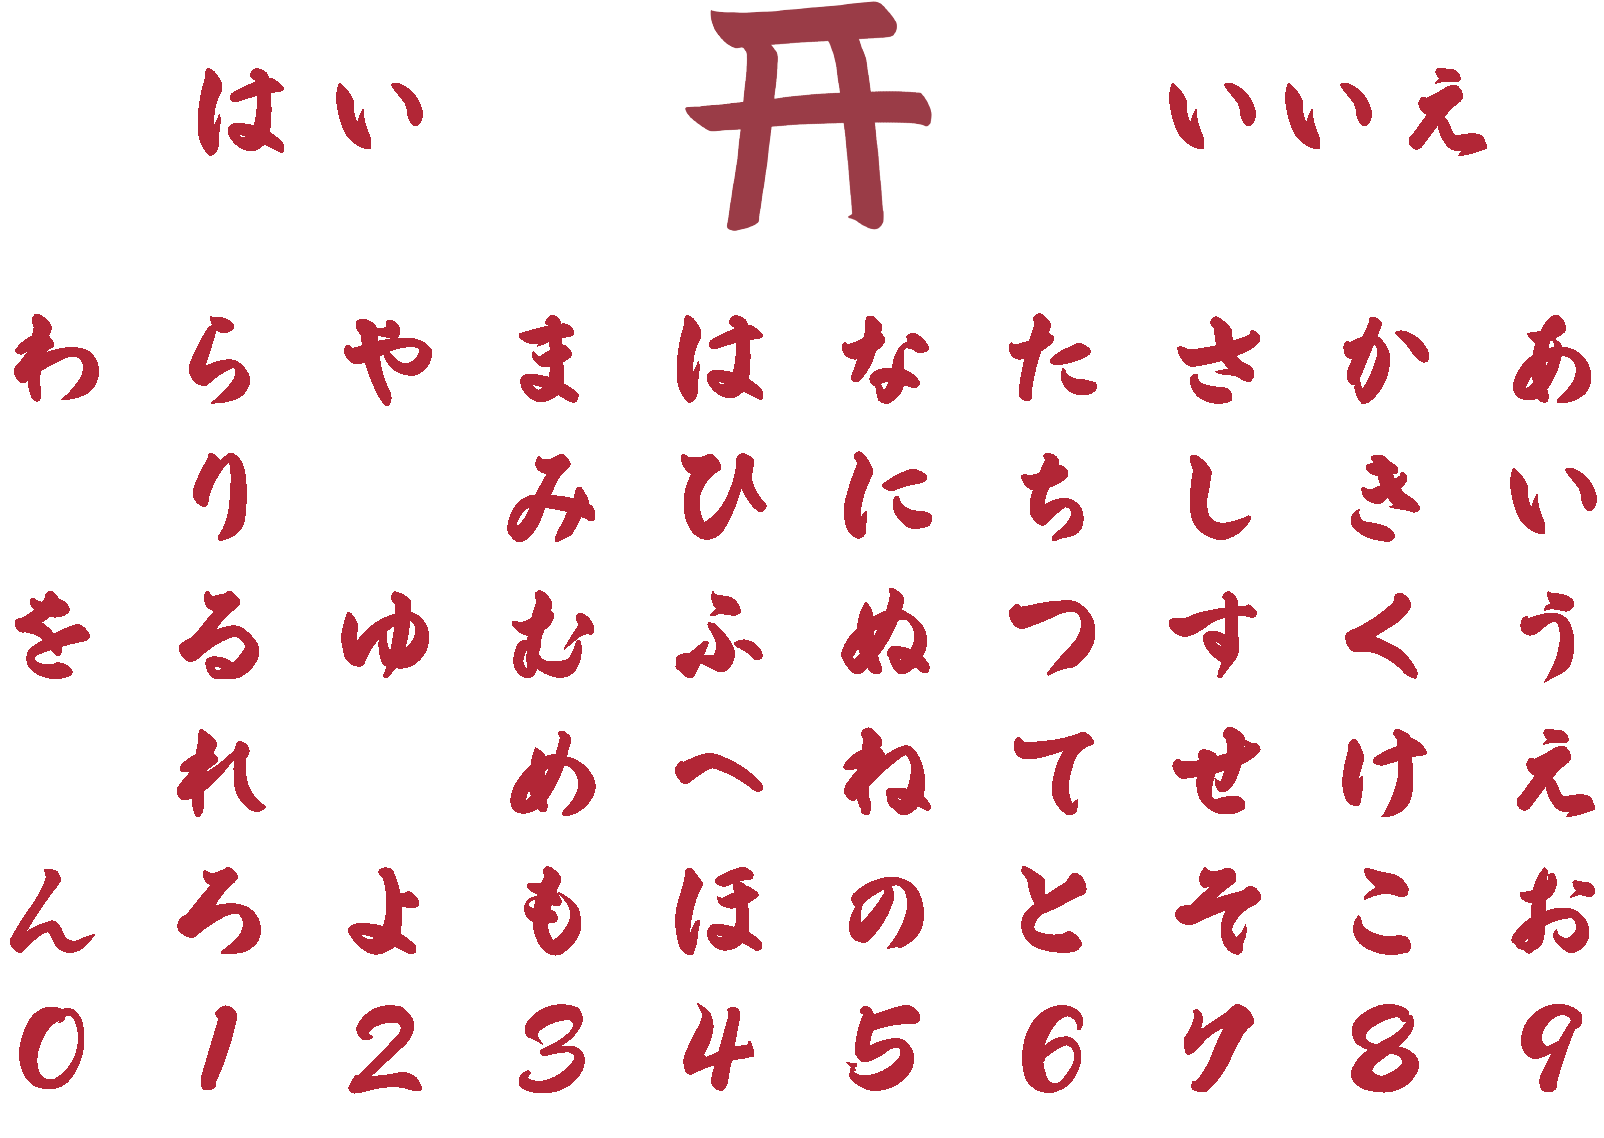 はい いいえ
わ ら や ま は な た さ か あ
り み ひ に ち し き い
を る ゆ む ふ ぬ つ す く う
れ め へ ね て せ け え
ん ろ よ も ほ の と そ こ お
0 1 2 3 4 5 6 7 8 9